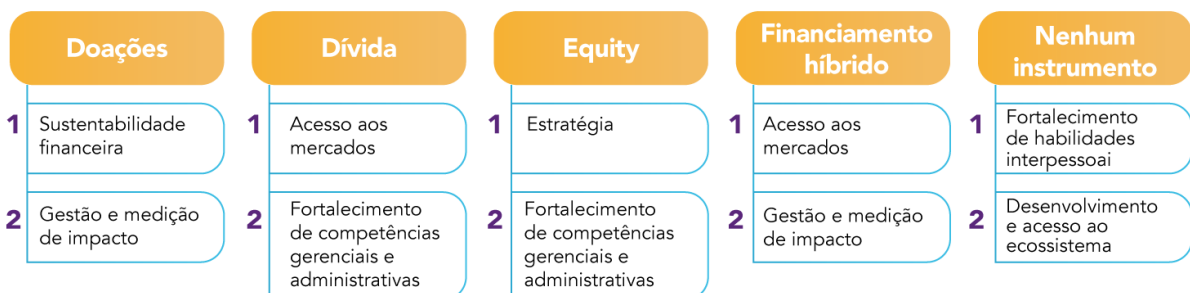 Doações
1
Sustentabilidade
financeira
2
Gestão e medição
de impacto
Dívida
1
Acesso aos
mercados
2
Fortalecimento
de competências
gerenciais e
administrativas
Equity
1
Estratégia
2
Fortalecimento
de competências
gerenciais e
administrativas
Financiamento
híbrido
1
Acesso aos
mercados
2
Gestão e medição
de impacto
Nenhum
instrumento
1
Fortalecimento
de habilidades
interpessoai
2
Desenvolvimento
e acesso ao
ecossistema